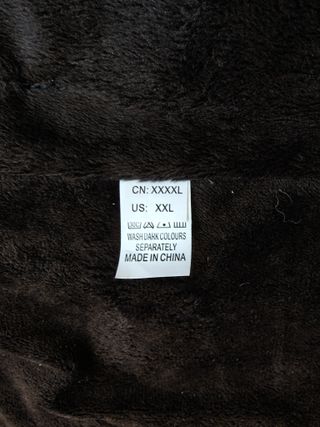 CN: XXXXL
US: XXL
WASH DARK COLOURS
SEPARATELY
MADE IN CHINA